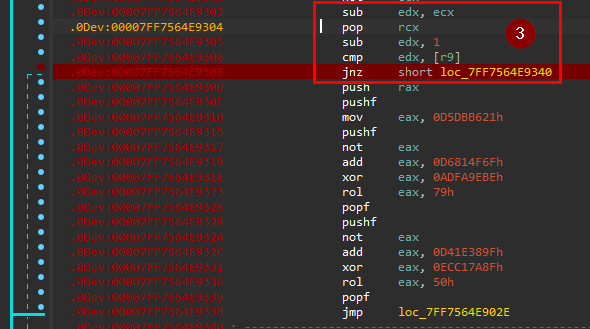 .0Dev:00007FF7564E9302 sub edx, ecx
.0Dev:00007FF7564E9304 pop rcx 3
.0Dev:00007FF7564E9305 sub edx, 1
.0Dev:00007FF7564E9308 cmp edx, [r9]
.0Dev:00007FF7564E930B jnz short loc_7FF7564E9340
.0Dev:00007FF7564E930D push rax
.0Dev:00007FF7564E930E pushf
.0Dev:00007FF7564E9310 mov eax, 0D5DBB621h
.0Dev:00007FF7564E9315 pushf
.0Dev:00007FF7564E9317 not eax
.0Dev:00007FF7564E9319 add eax, 0D6814F6Fh
.0Dev:00007FF7564E931E xor eax, 0ADFA9EBEh
.0Dev:00007FF7564E9323 rol eax, 79h
.0Dev:00007FF7564E9326 popf
.0Dev:00007FF7564E9328 pushf
.0Dev:00007FF7564E932A not eax
.0Dev:00007FF7564E932C add eax, 0D41E389Fh
.0Dev:00007FF7564E9331 xor eax, 0ECC17A8Fh
.0Dev:00007FF7564E9336 rol eax, 50h
.0Dev:00007FF7564E9339 popf
.0Dev:00007FF7564E933B jmp loc_7FF7564E902E